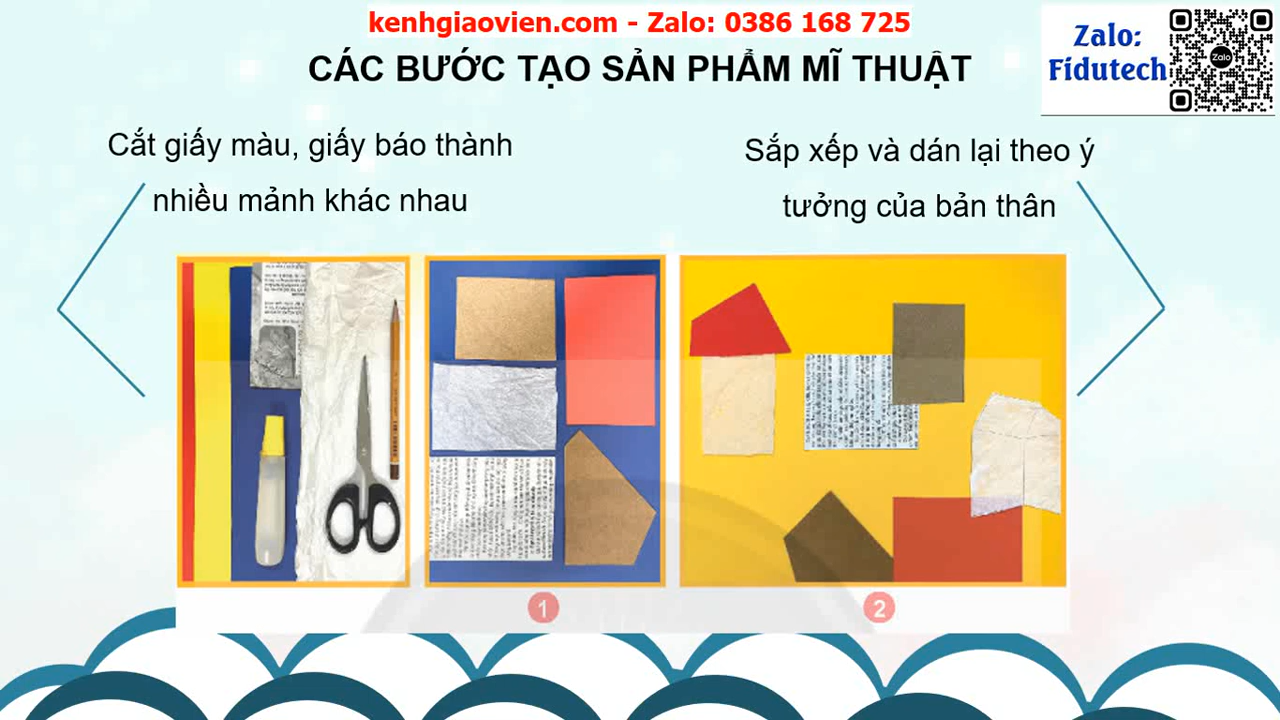 kenhgiaovien.com - Zalo: 0386 168 725
Zalo:
Fidutech
Zalo
CÁC BƯỚC TẠO SẢN PHẨM MĨ THUẬT
Cắt giấy màu, giấy báo thành
nhiều mảnh khác nhau
Sắp xếp và dán lại theo ý
tưởng của bản thân
1
2